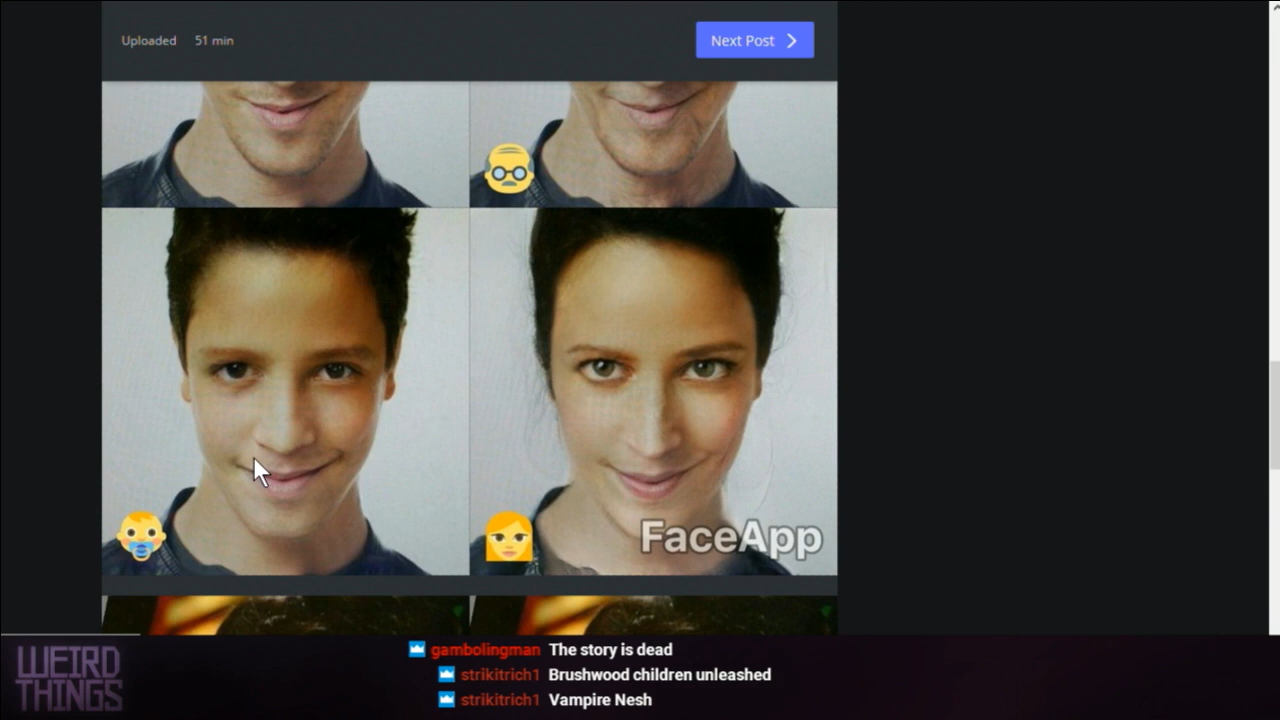 Uploaded 51 min
Next Post
FaceApp
gambolingman The story is dead
strikitrich1 Brushwood children unleashed
strikitrich1 Vampire Nesh
WEIRD
THINGS